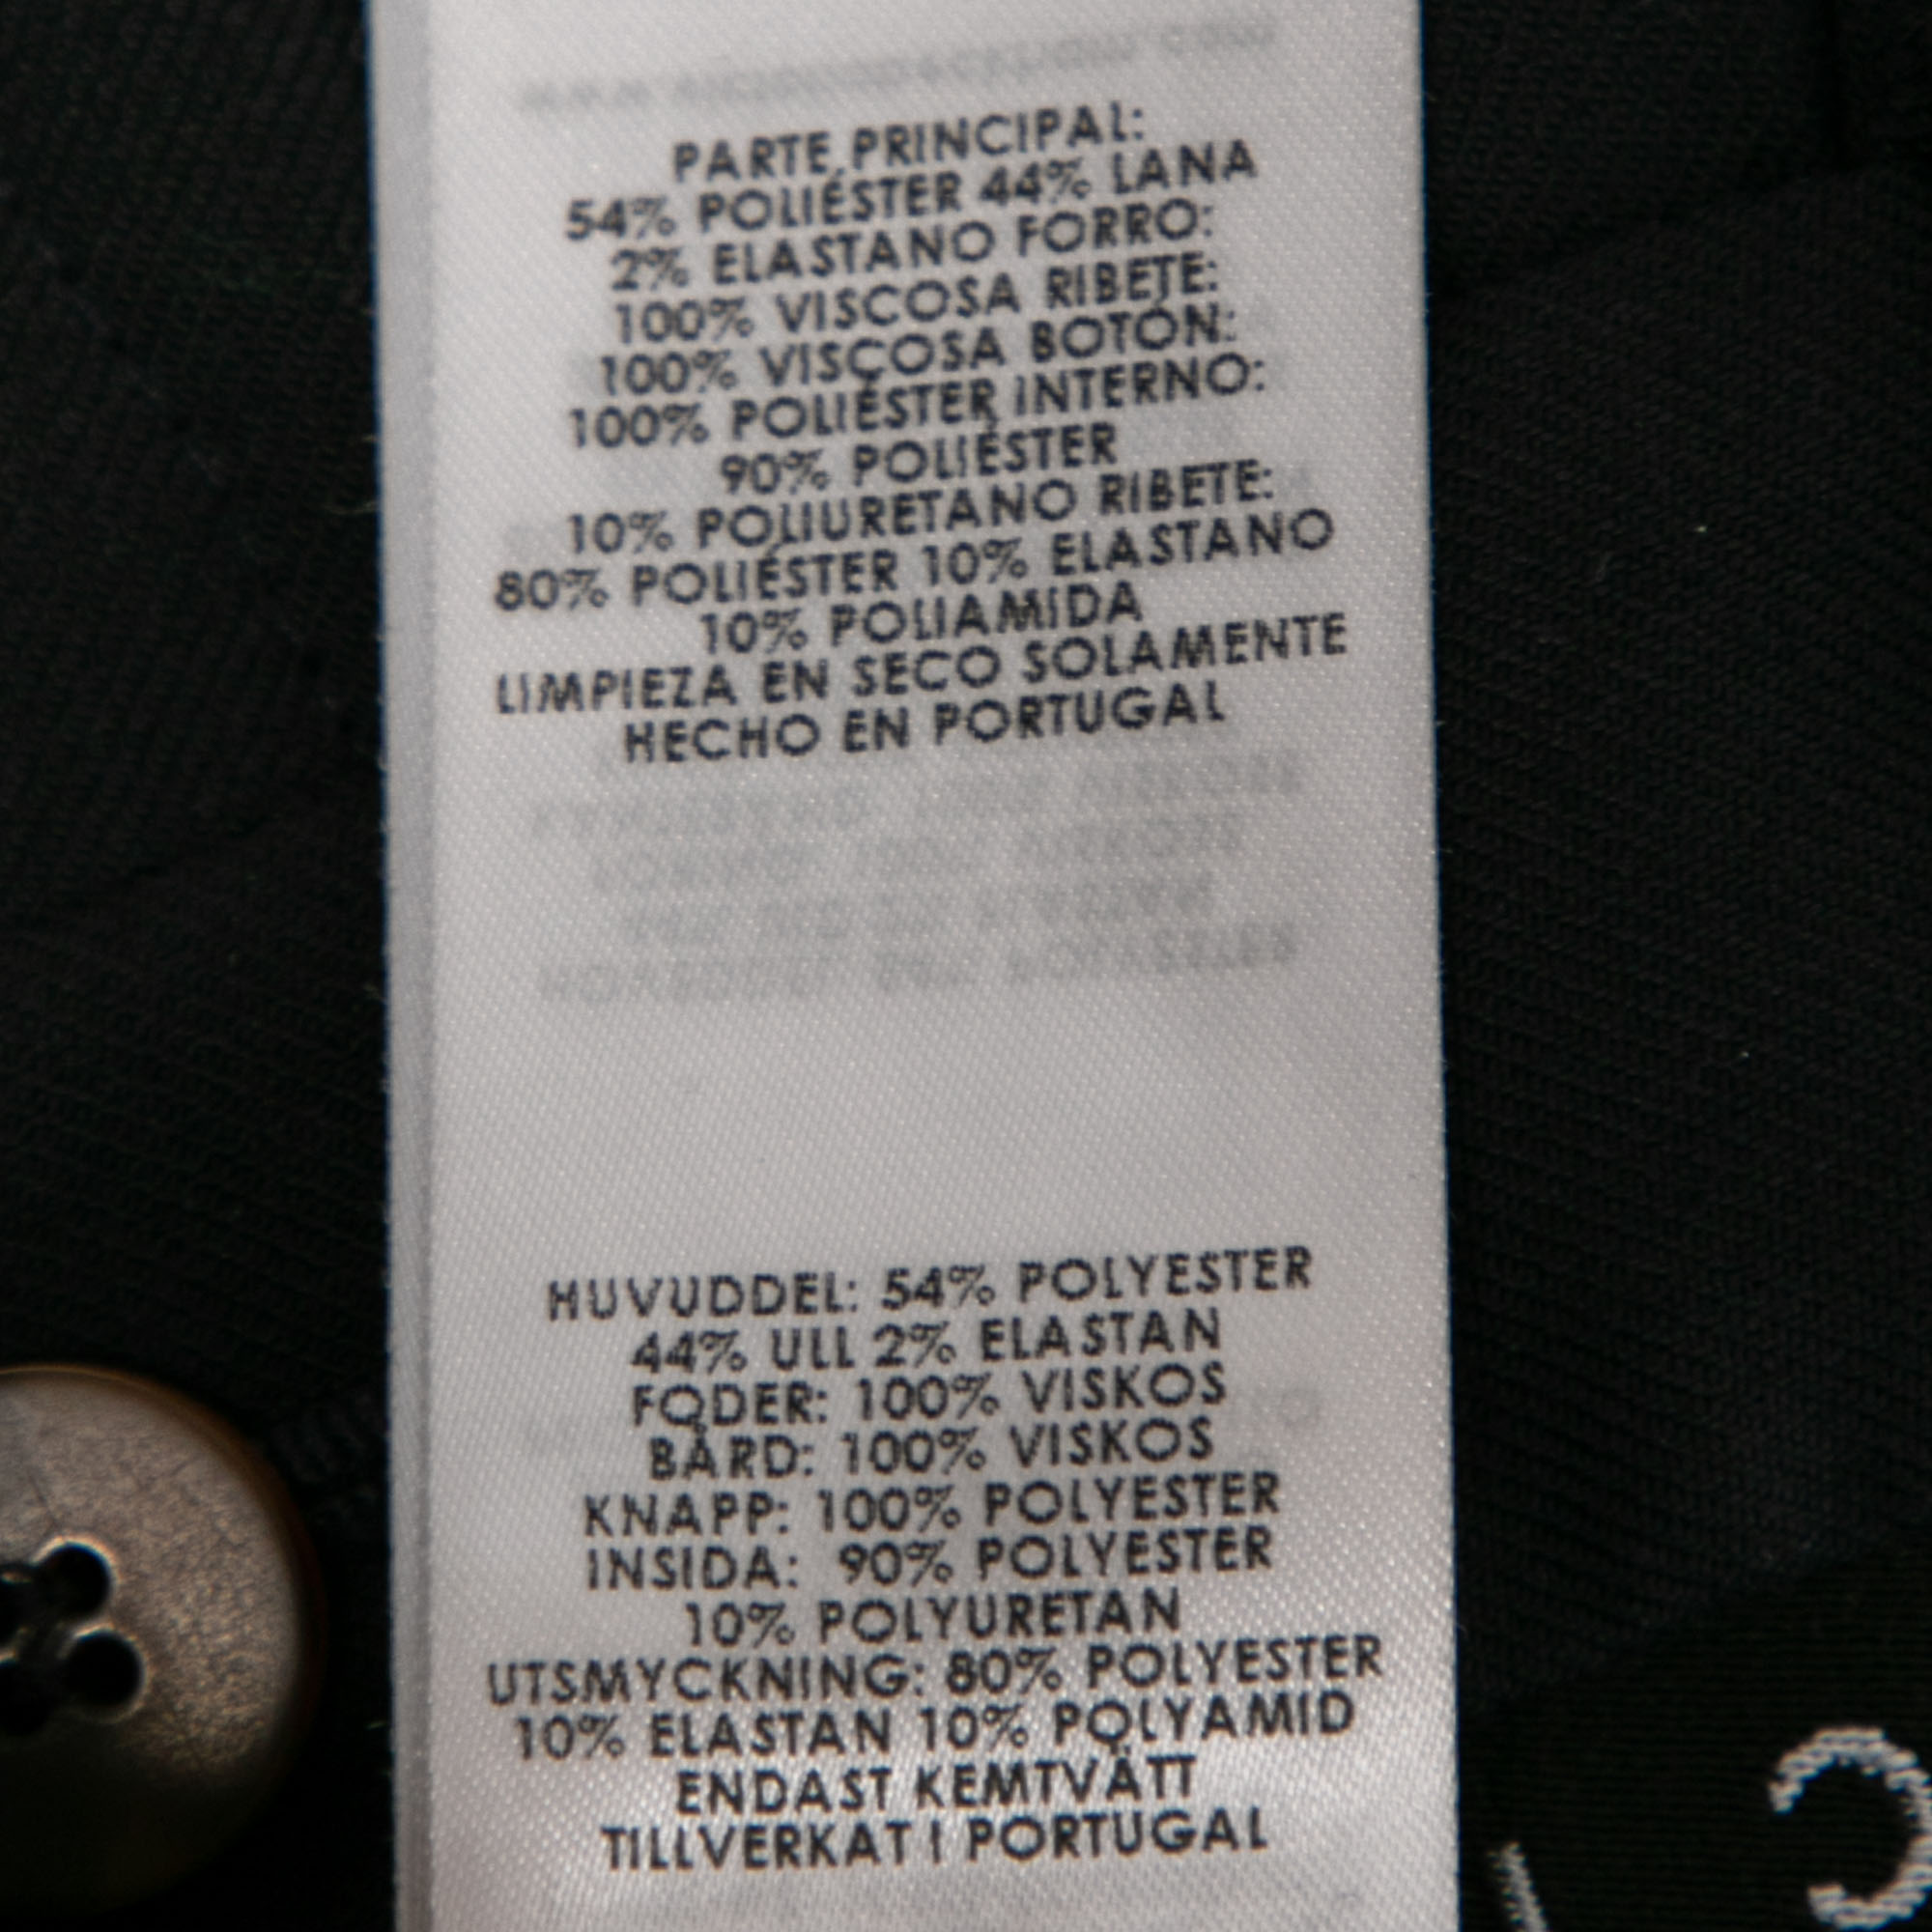 PARTE PRINCIPAL:
54% POLIÉSTER 44% LANA
2% ELASTANO FORRO:
100% VISCOSA RIBETE:
100% VISCOSA BOTÓN:
100% POLIÉSTER INTERNO:
90% POLIÉSTER
10% POLIURETANO RIBETE:
80% POLIÉSTER 10% ELASTANO
10% POLIAMIDA
LIMPIEZA EN SECO SOLAMENTE
HECHO EN PORTUGAL
HUVUDDEL: 54% POLYESTER
44% ULL 2% ELASTAN
FODER: 100% VISKOS
BÅRD: 100% VISKOS
KNAPP: 100% POLYESTER
INSIDA: 90% POLYESTER
10% POLYURETAN
UTSMYCKNING: 80% POLYESTER
10% ELASTAN 10% POLYAMID
ENDAST KEMTVÄTT
TILLVERKAT I PORTUGAL